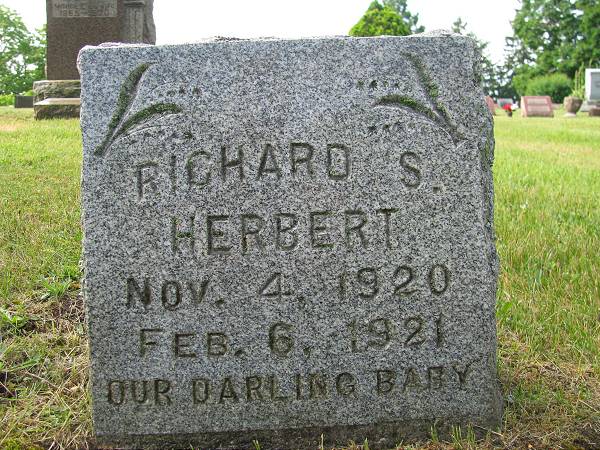 RICHARD S.
HERBERT
NOV. 4, 1920
FEB. 6, 1921
OUR DARLING BABY